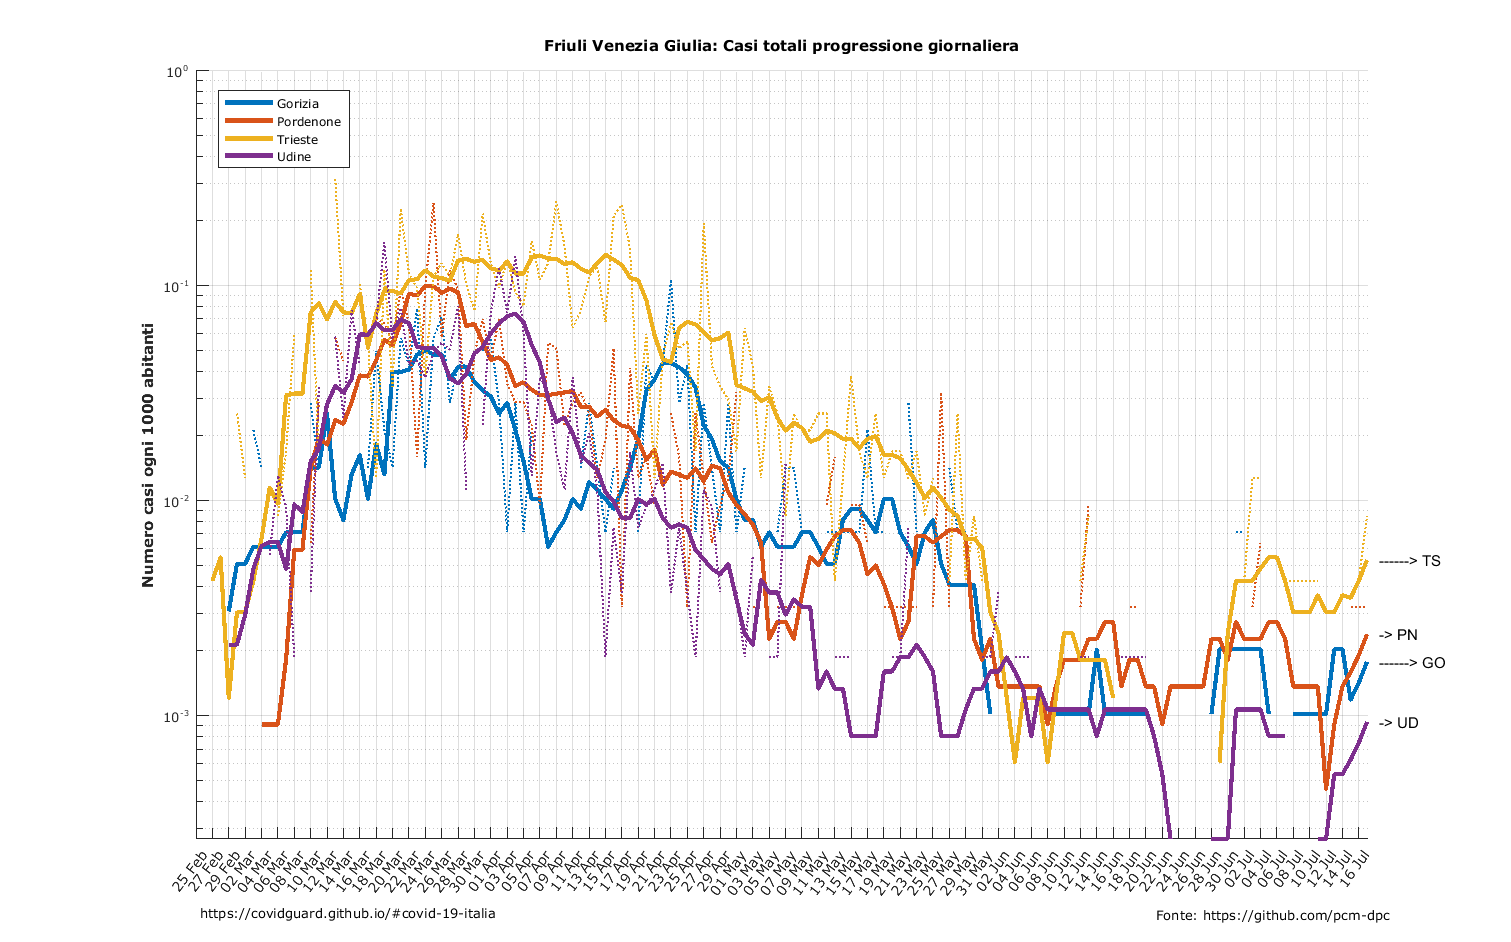 Friuli Venezia Giulia: Casi totali progressione giornaliera
10⁰
Gorizia
Pordenone
Trieste
Udine
10⁻¹
10⁻²
10⁻³
Numero casi ogni 1000 abitanti
------> TS
-> PN
------> GO
-> UD
25 Feb
27 Feb
29 Feb
02 Mar
04 Mar
06 Mar
08 Mar
10 Mar
12 Mar
14 Mar
16 Mar
18 Mar
20 Mar
22 Mar
24 Mar
26 Mar
28 Mar
30 Mar
01 Apr
03 Apr
05 Apr
07 Apr
09 Apr
11 Apr
13 Apr
15 Apr
17 Apr
19 Apr
21 Apr
23 Apr
25 Apr
27 Apr
29 Apr
01 May
03 May
05 May
07 May
09 May
11 May
13 May
15 May
17 May
19 May
21 May
23 May
25 May
27 May
29 May
31 May
02 Jun
04 Jun
06 Jun
08 Jun
10 Jun
12 Jun
14 Jun
16 Jun
18 Jun
20 Jun
22 Jun
24 Jun
26 Jun
28 Jun
30 Jun
02 Jul
04 Jul
06 Jul
08 Jul
10 Jul
12 Jul
14 Jul
16 Jul
https://covidguard.github.io/#covid-19-italia
Fonte: https://github.com/pcm-dpc